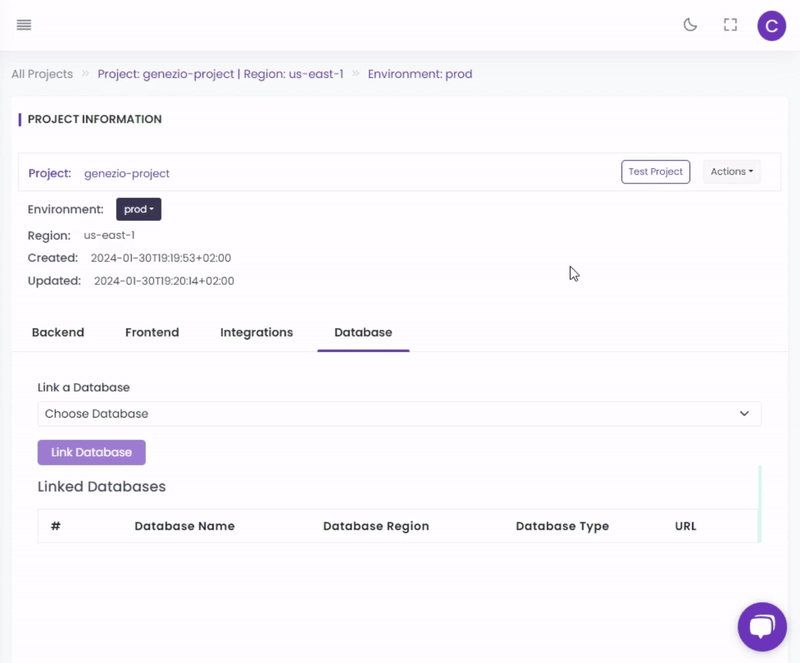 C
All Projects » Project: genezio-project | Region: us-east-1 » Environment: prod
PROJECT INFORMATION
Project: genezio-project Test Project Actions
Environment: prod
Region: us-east-1
Created: 2024-01-30T19:19:53+02:00
Updated: 2024-01-30T19:20:14+02:00
Backend Frontend Integrations Database
Link a Database
Choose Database
Link Database
Linked Databases
# Database Name Database Region Database Type URL